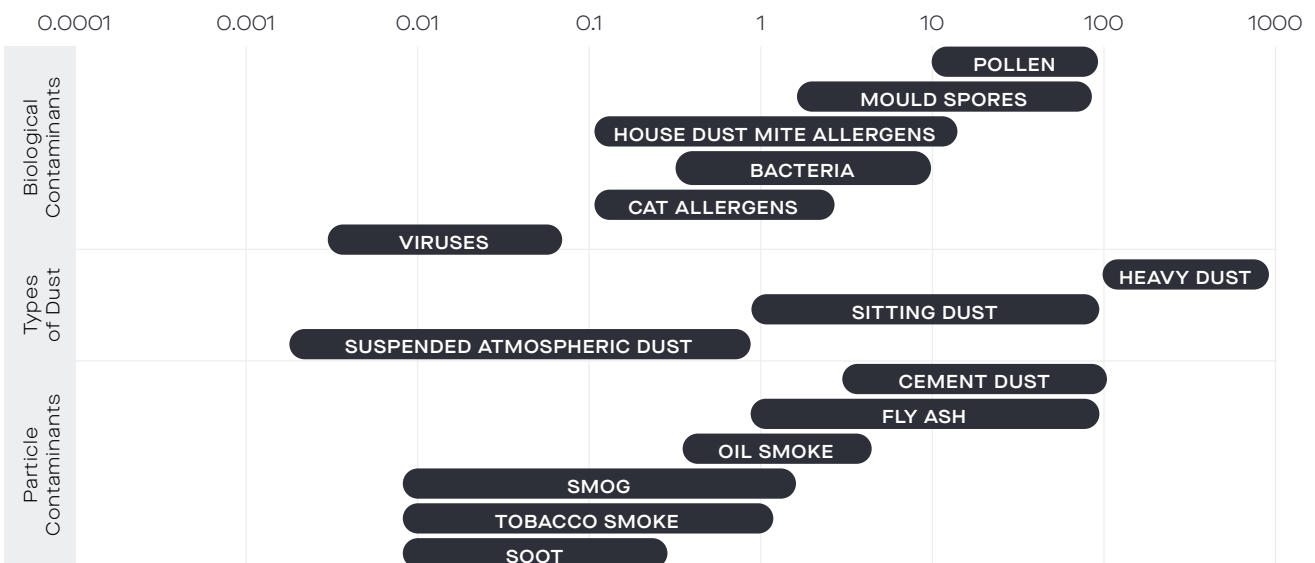 0.0001 0.001 0.01 0.1 1 10 100 1000
Biological
Contaminants
POLLEN
MOULD SPORES
HOUSE DUST MITE ALLERGENS
BACTERIA
CAT ALLERGENS
VIRUSES
Types
of Dust
HEAVY DUST
SITTING DUST
SUSPENDED ATMOSPHERIC DUST
Particle
Contaminants
CEMENT DUST
FLY ASH
OIL SMOKE
SMOG
TOBACCO SMOKE
SOOT